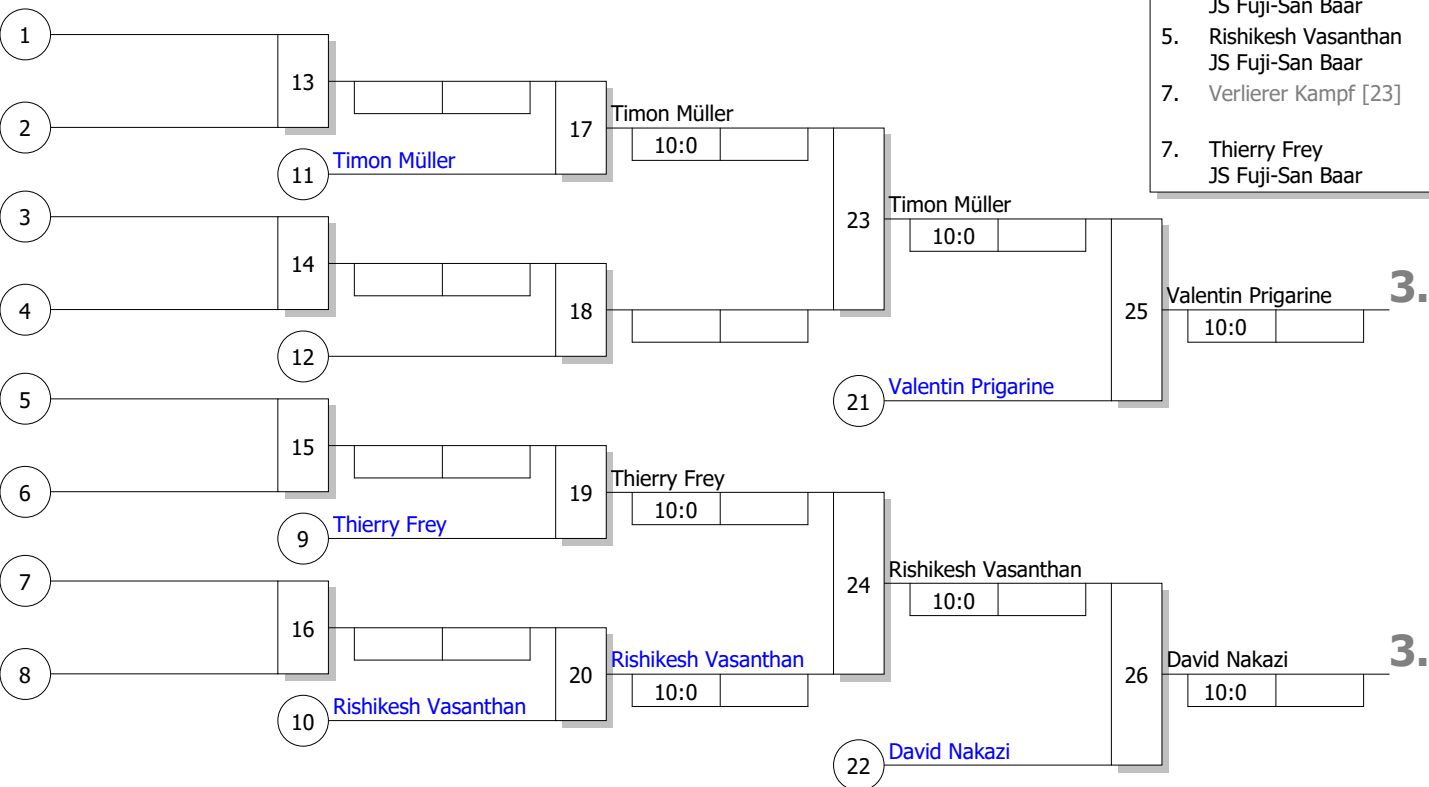 JS Fuji-San Baar
5. Rishikesh Vasanthan
JS Fuji-San Baar
7. Verlierer Kampf [23]
7. Thierry Frey
JS Fuji-San Baar
1
13
2
17
Timon Müller
10:0
11
Timon Müller
3
23
Timon Müller
10:0
14
4
18
25
Valentin Prigarine
3.
10:0
12
5
21
Valentin Prigarine
15
6
19
Thierry Frey
10:0
9
Thierry Frey
7
24
Rishikesh Vasanthan
10:0
16
8
20
Rishikesh Vasanthan
10:0
26
David Nakazi
3.
10:0
10
Rishikesh Vasanthan
22
David Nakazi